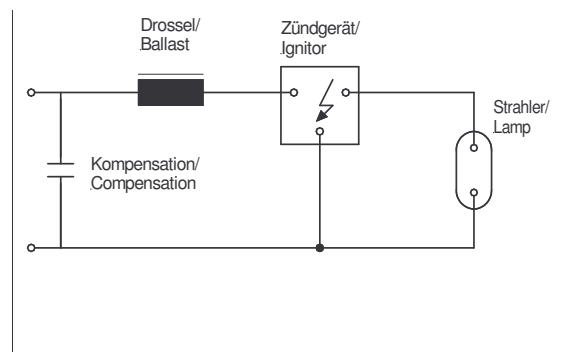 Drossel/
Ballast
Zündgerät/
Ignitor
Strahler/
Lamp
Kompensation/
Compensation